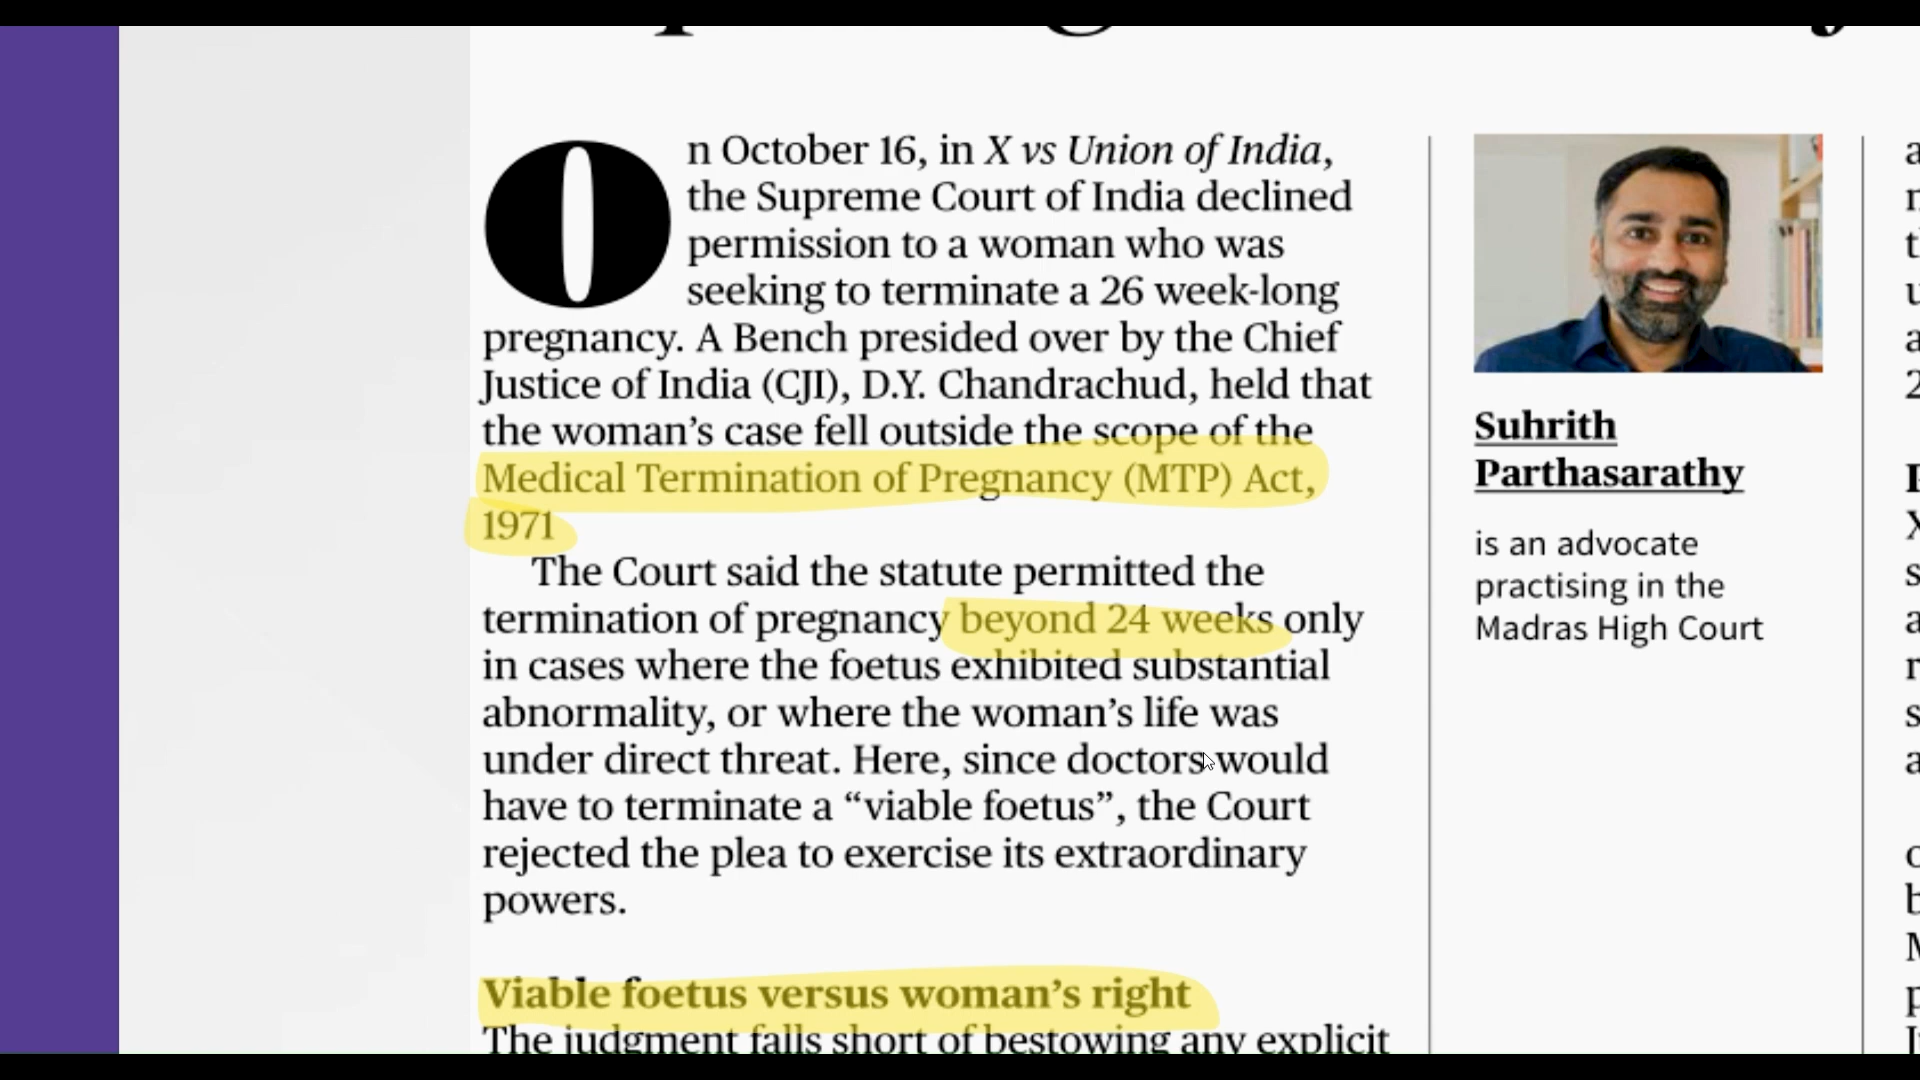 On October 16, in X vs Union of India,
the Supreme Court of India declined
permission to a woman who was
seeking to terminate a 26 week-long
pregnancy. A Bench presided over by the Chief
Justice of India (CJI), D.Y. Chandrachud, held that
the woman’s case fell outside the scope of the
Medical Termination of Pregnancy (MTP) Act,
1971
The Court said the statute permitted the
termination of pregnancy beyond 24 weeks only
in cases where the foetus exhibited substantial
abnormality, or where the woman’s life was
under direct threat. Here, since doctors would
have to terminate a “viable foetus”, the Court
rejected the plea to exercise its extraordinary
powers.
Viable foetus versus woman’s right
The judgment falls short of bestowing any explicit
Suhrith
Parthasarathy
is an advocate
practising in the
Madras High Court